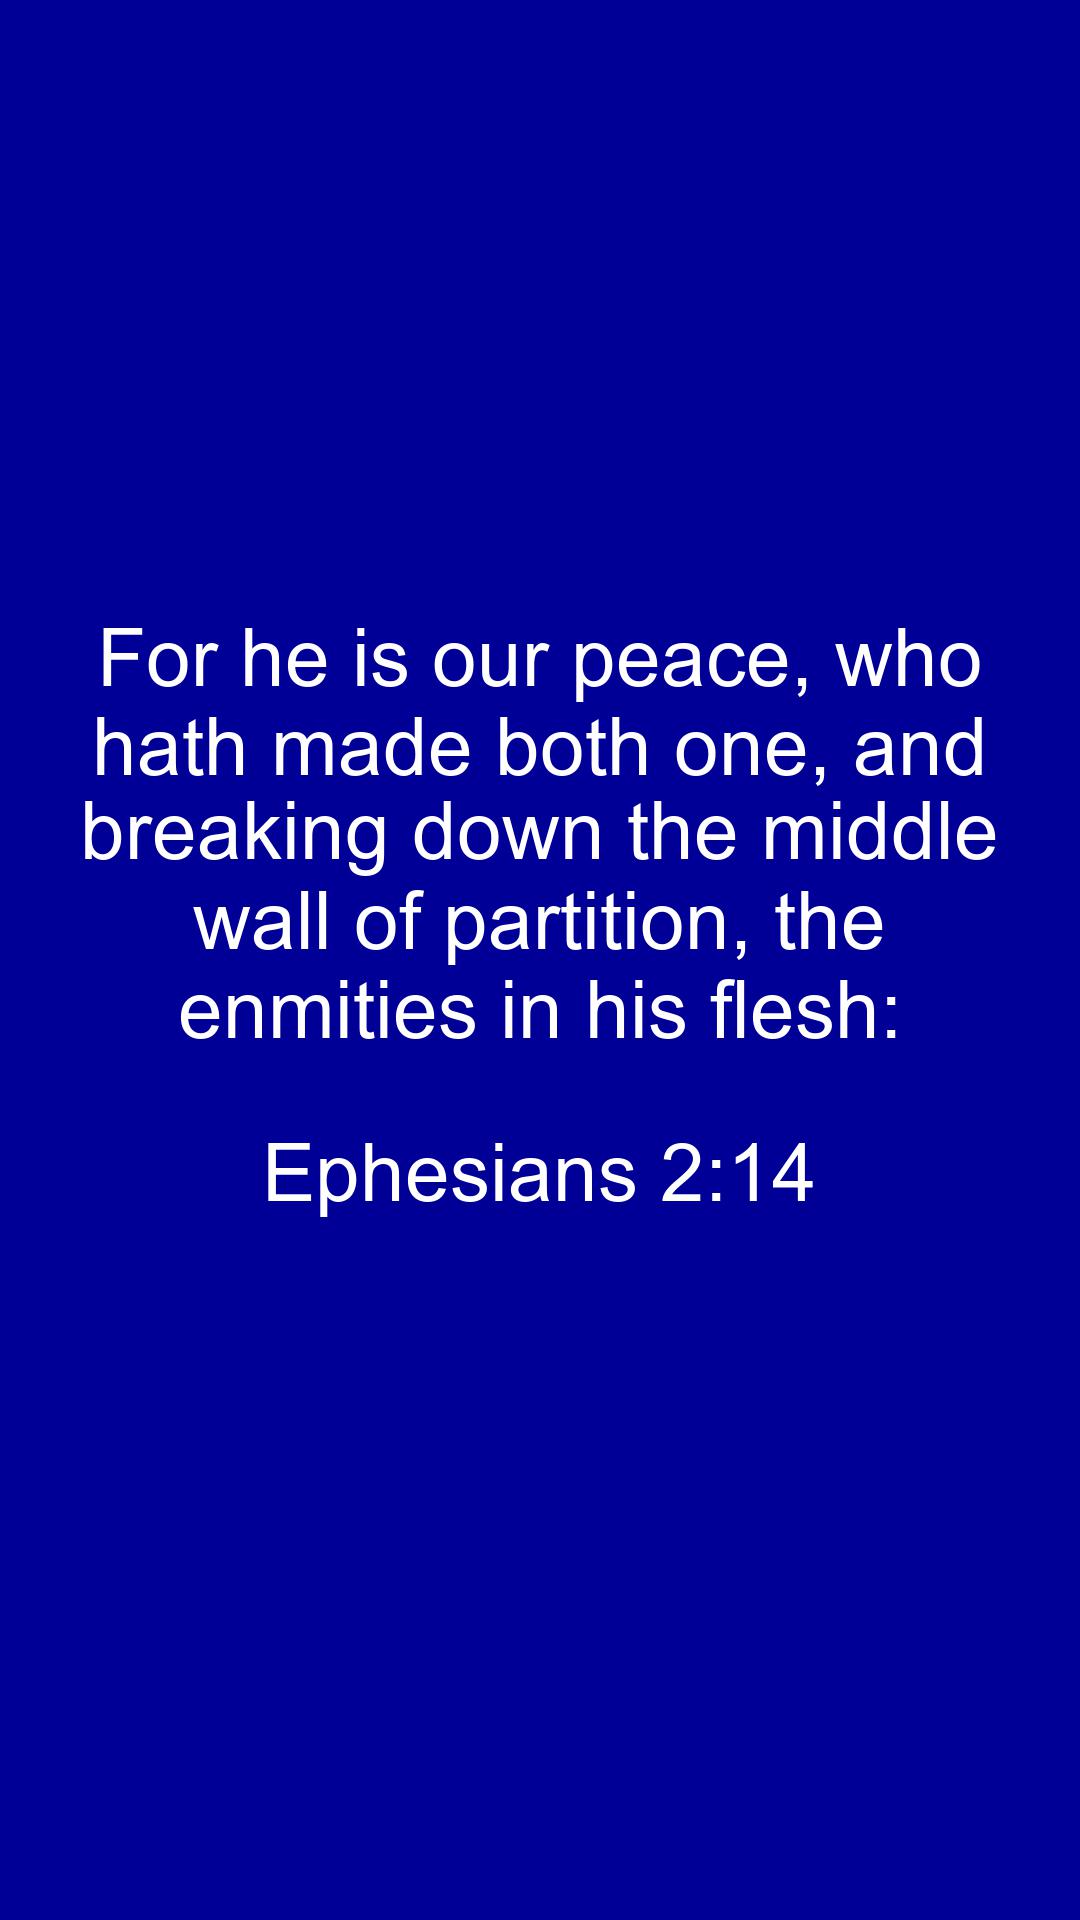 For he is our peace, who
hath made both one, and
breaking down the middle
wall of partition, the
enmities in his flesh:
Ephesians 2:14